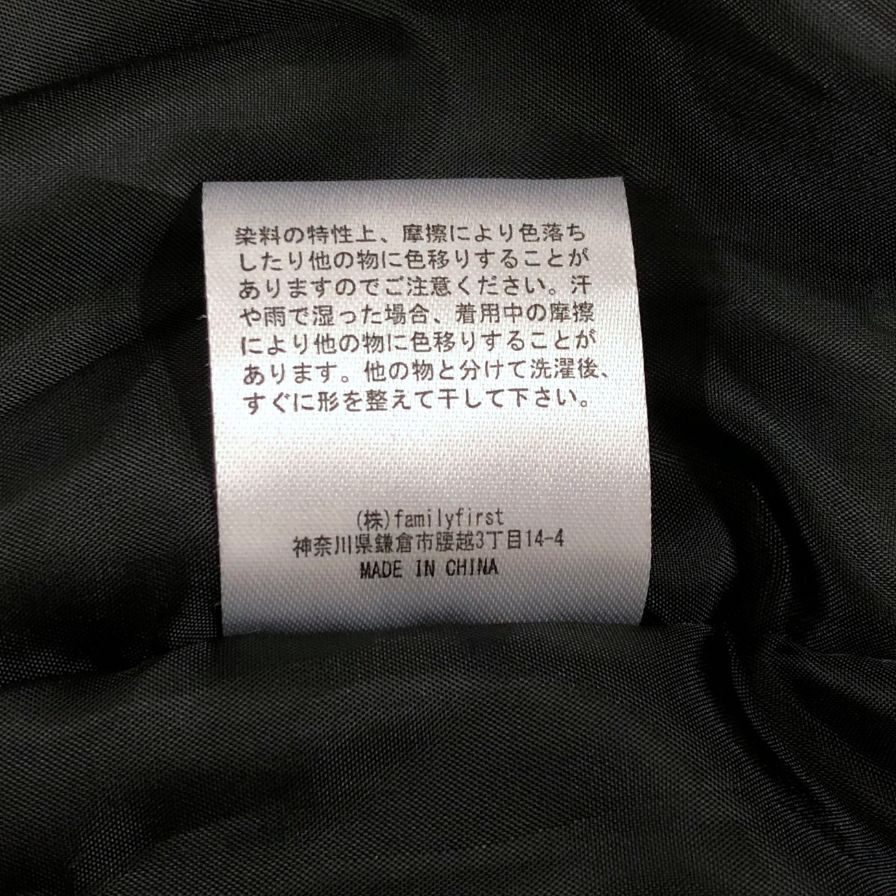 染料の特性上、摩擦により色落ち
したり他の物に色移りすることが
ありますのでご注意ください。汗
や雨で湿った場合、着用中の摩擦
により他の物に色移りすることが
あります。他の物と分けて洗濯後、
すぐに形を整えて干して下さい。
(株)familyfirst
神奈川県鎌倉市腰越3丁目14-4
MADE IN CHINA